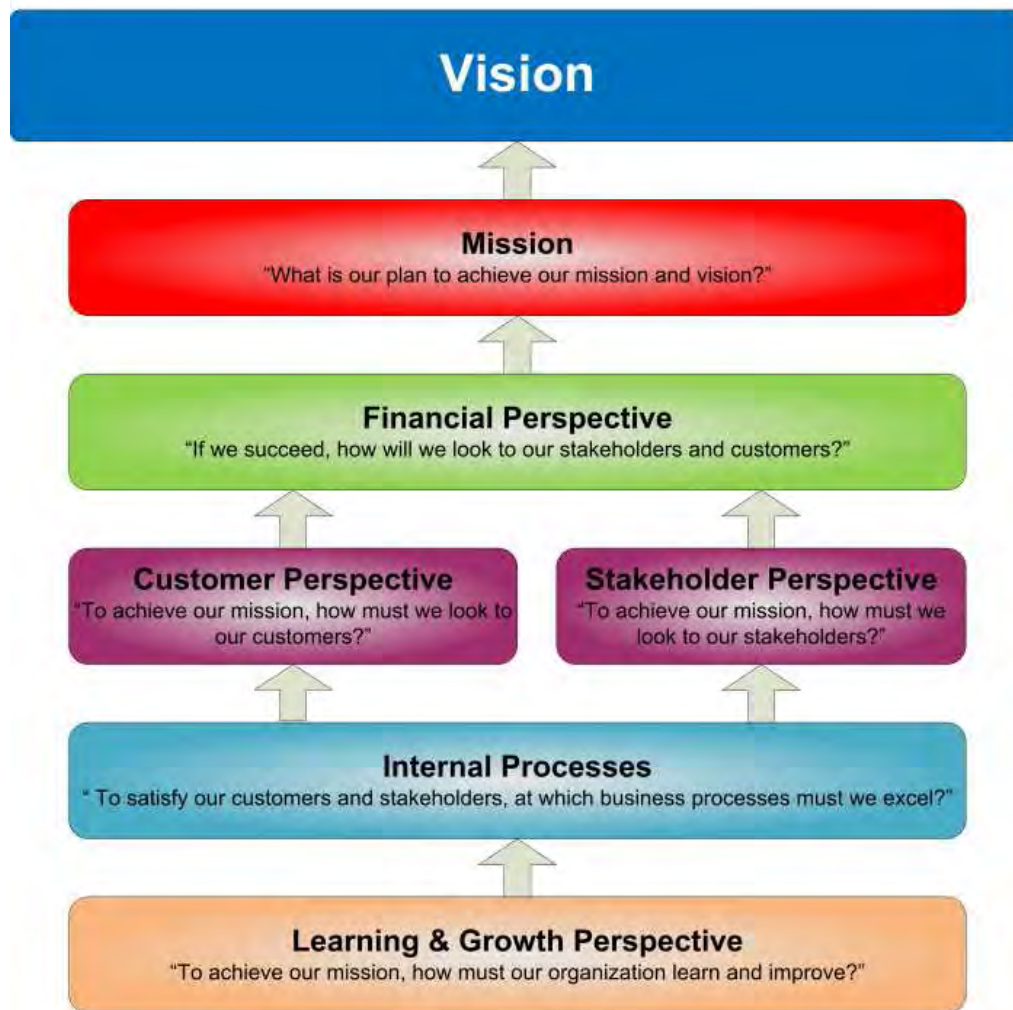 Vision
Mission
“What is our plan to achieve our mission and vision?”
Financial Perspective
“If we succeed, how will we look to our stakeholders and customers?”
Customer Perspective
“To achieve our mission, how must we look to
our customers?”
Stakeholder Perspective
“To achieve our mission, how must we
look to our stakeholders?”
Internal Processes
“ To satisfy our customers and stakeholders, at which business processes must we excel?”
Learning & Growth Perspective
“To achieve our mission, how must our organization learn and improve?”